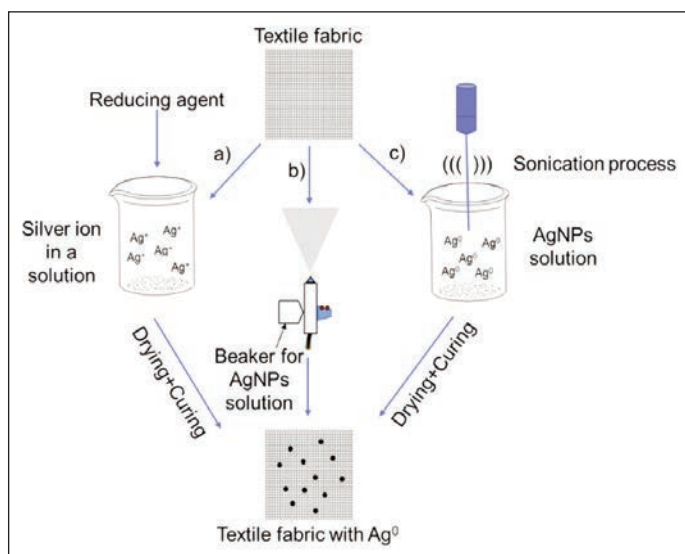 Textile fabric
Reducing agent
a)
b)
c)
((( )))
Sonication process
Silver ion
in a
solution
Ag⁺
Ag⁺
Ag⁺
Ag⁺
Ag⁺
Ag⁰
Ag⁰
Ag⁰
Ag⁰
Ag⁰
AgNPs
solution
Drying+Curing
Beaker for
AgNPs
solution
Drying+Curing
Textile fabric with Ag⁰